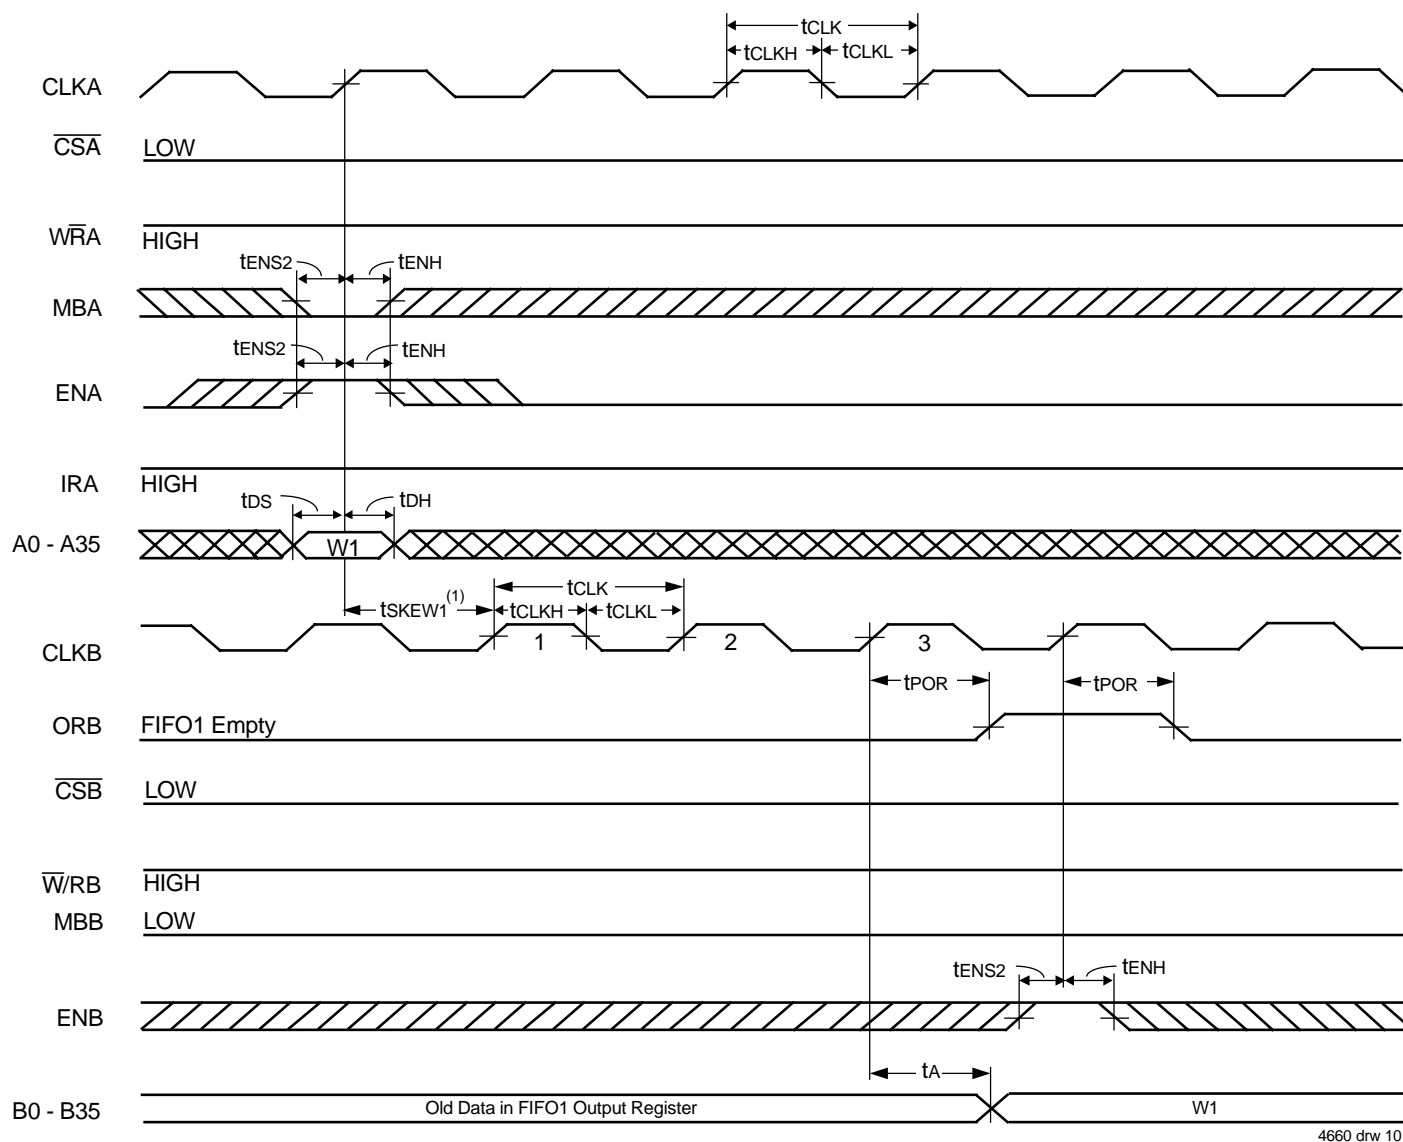 tCLK
tCLKH tCLKL
CLKA
CSA LOW
WRA HIGH
tENS2 tENH
MBA
tENS2 tENH
ENA
IRA HIGH
tDS tDH
A0 - A35 W1
tCLK
tSKEW1(1) tCLKH tCLKL
CLKB 1 2 3
tPOR tPOR
ORB FIFO1 Empty
CSB LOW
W/RB HIGH
MBB LOW
tENS2 tENH
ENB
tA
B0 - B35 Old Data in FIFO1 Output Register W1
4660 drw 10